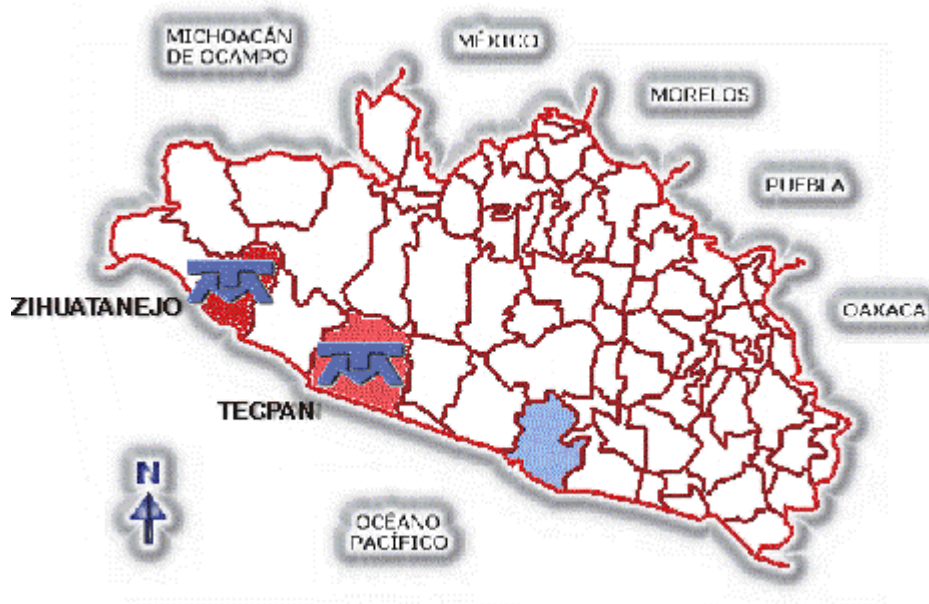 MICHOACÁN
DE OCAMPO
MÉXICO
MORELOS
PUEBLA
OAXACA
ZIHUATANEJO
TECPAN
N
OCÉANO
PACÍFICO